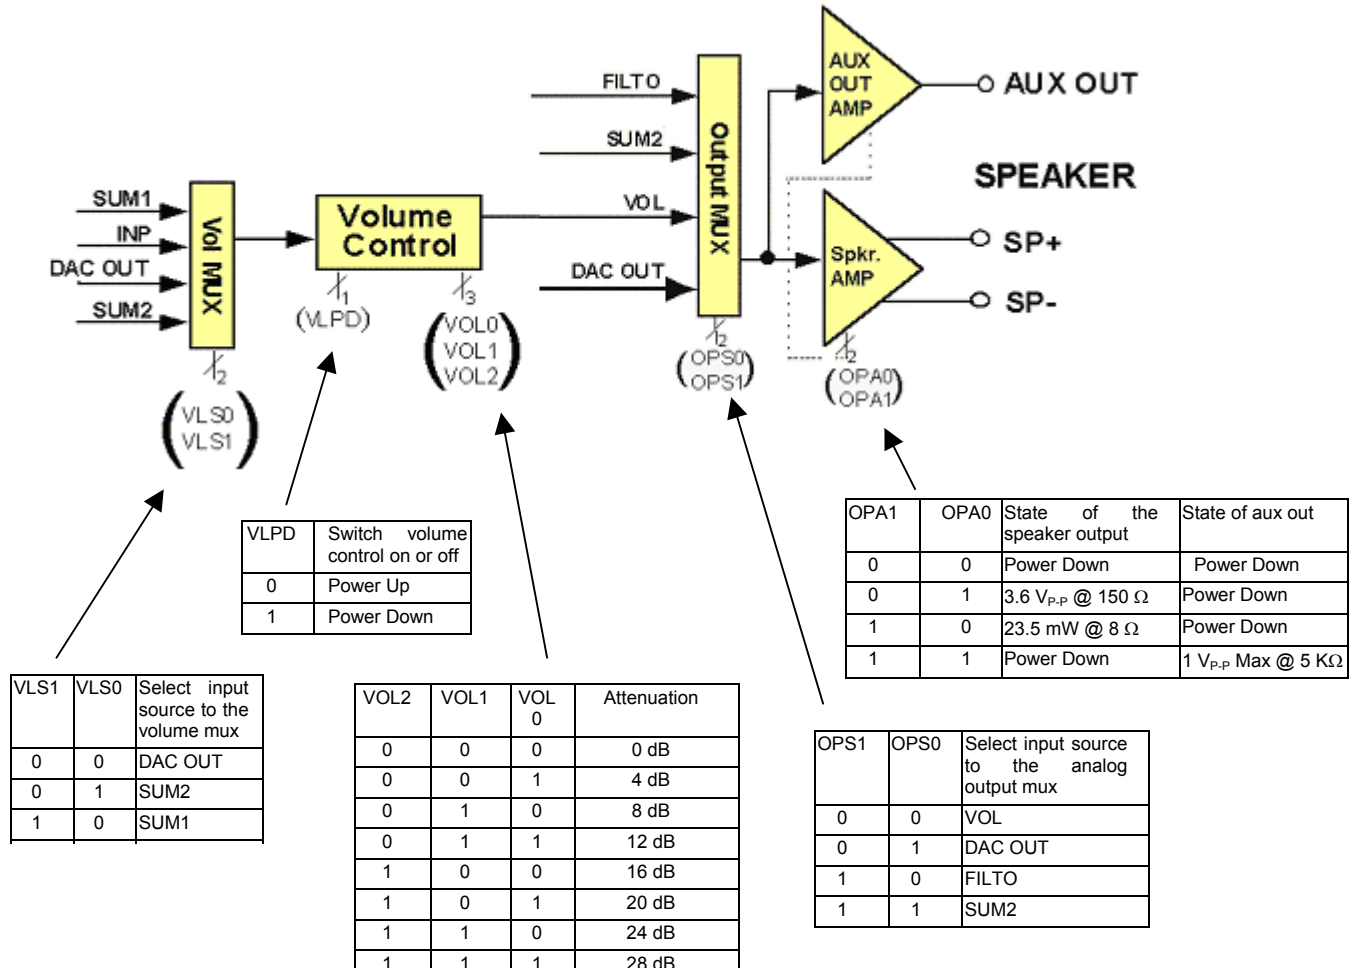 FILTO
SUM2
VOL
DAC OUT
Output MUX
AUX
OUT
AMP
AUX OUT
SPEAKER
Spkr.
AMP
SP+
SP-
SUM1
INP
DAC OUT
SUM2
Vol MUX
Volume
Control
1
(VLPD)
3
VOL0
VOL1
VOL2
2
VLS0
VLS1
2
(OPS0)
OPS1
2
OPA0
OPA1
VLPD Switch volume
control on or off
0 Power Up
1 Power Down
OPA1 OPA0 State of the State of aux out
speaker output
0 0 Power Down Power Down
0 1 3.6 VP-P @ 150 Ω Power Down
1 0 23.5 mW @ 8 Ω Power Down
1 1 Power Down 1 VP-P Max @ 5 KΩ
VLS1 VLS0 Select input
source to the
volume mux
0 0 DAC OUT
0 1 SUM2
1 0 SUM1
VOL2 VOL1 VOL Attenuation
0
0 0 0 0 dB
0 0 1 4 dB
0 1 0 8 dB
0 1 1 12 dB
1 0 0 16 dB
1 0 1 20 dB
1 1 0 24 dB
1 1 1 28 dB
OPS1 OPS0 Select input source
to the analog
output mux
0 0 VOL
0 1 DAC OUT
1 0 FILTO
1 1 SUM2